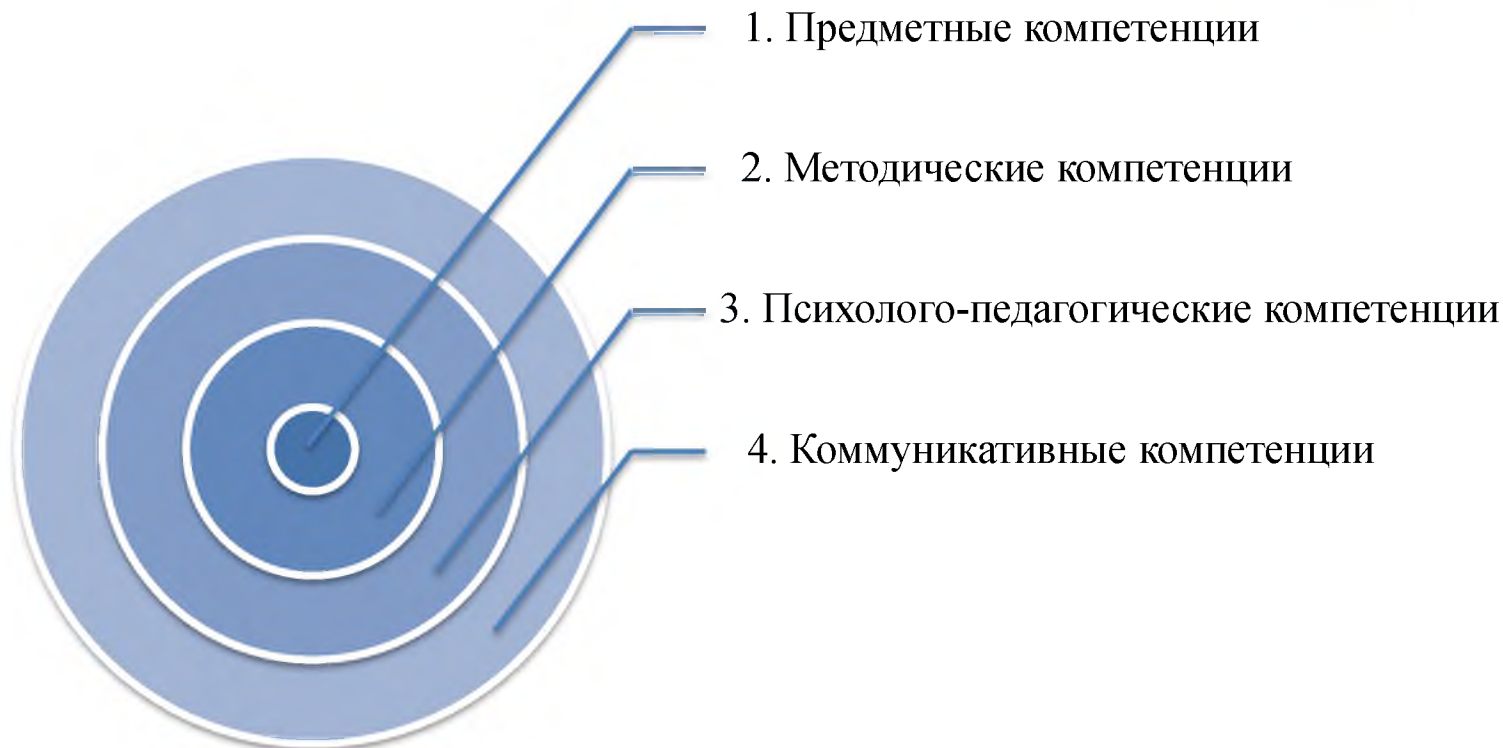 1. Предметные компетенции
2. Методические компетенции
3. Психолого-педагогические компетенции
4. Коммуникативные компетенции